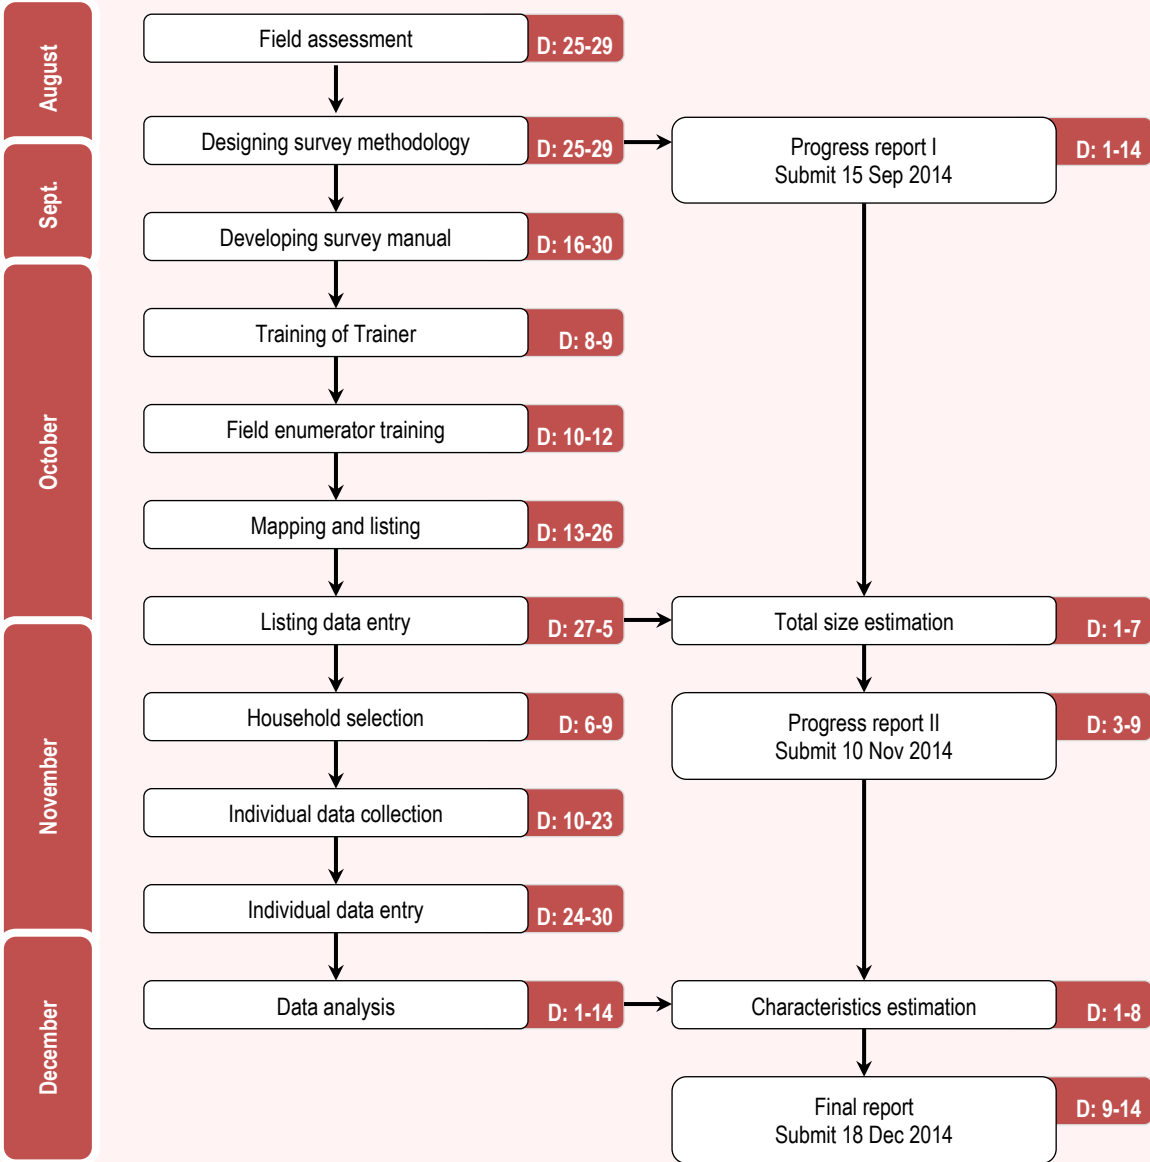 August
Sept.
October
November
December
Field assessment
D: 25-29
Designing survey methodology
D: 25-29
Progress report I
Submit 15 Sep 2014
D: 1-14
Developing survey manual
D: 16-30
Training of Trainer
D: 8-9
Field enumerator training
D: 10-12
Mapping and listing
D: 13-26
Listing data entry
D: 27-5
Total size estimation
D: 1-7
Household selection
D: 6-9
Progress report II
Submit 10 Nov 2014
D: 3-9
Individual data collection
D: 10-23
Individual data entry
D: 24-30
Data analysis
D: 1-14
Characteristics estimation
D: 1-8
Final report
Submit 18 Dec 2014
D: 9-14